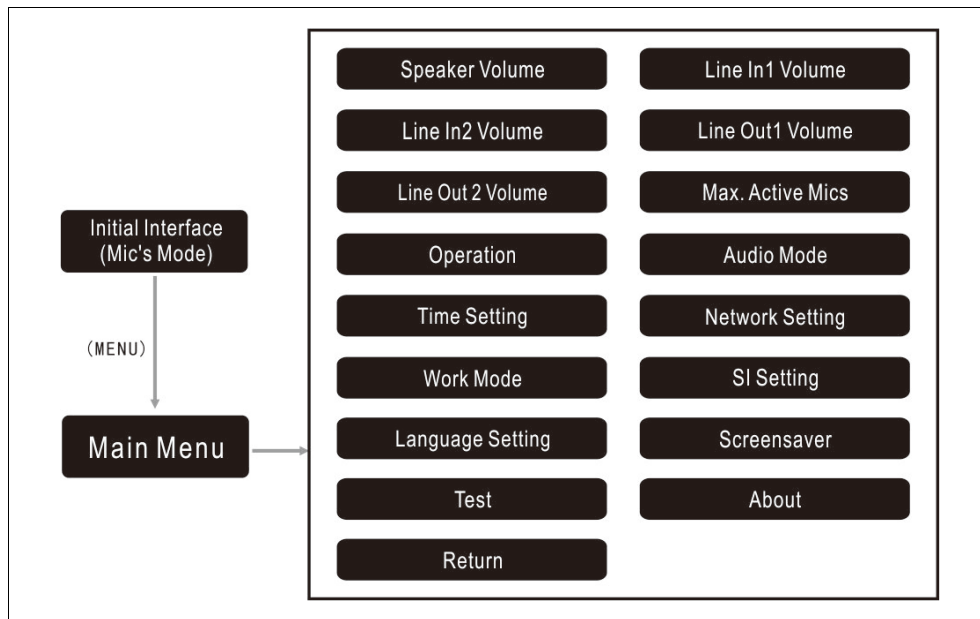 Initial Interface
(Mic's Mode)
(MENU)
Main Menu
Speaker Volume
Line In1 Volume
Line In2 Volume
Line Out1 Volume
Line Out 2 Volume
Max. Active Mics
Operation
Audio Mode
Time Setting
Network Setting
Work Mode
SI Setting
Language Setting
Screensaver
Test
About
Return